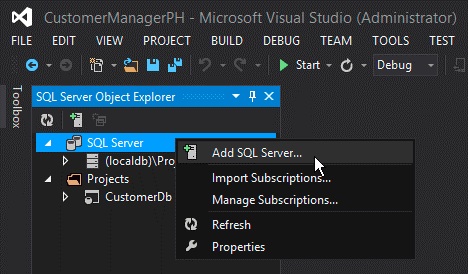 CustomerManagerPH - Microsoft Visual Studio (Administrator)
FILE EDIT VIEW PROJECT BUILD DEBUG TEAM TOOLS TEST
Start Debug
Toolbox
SQL Server Object Explorer
SQL Server
(localdb)\Pro
Projects
CustomerDb
Add SQL Server...
Import Subscriptions...
Manage Subscriptions...
Refresh
Properties